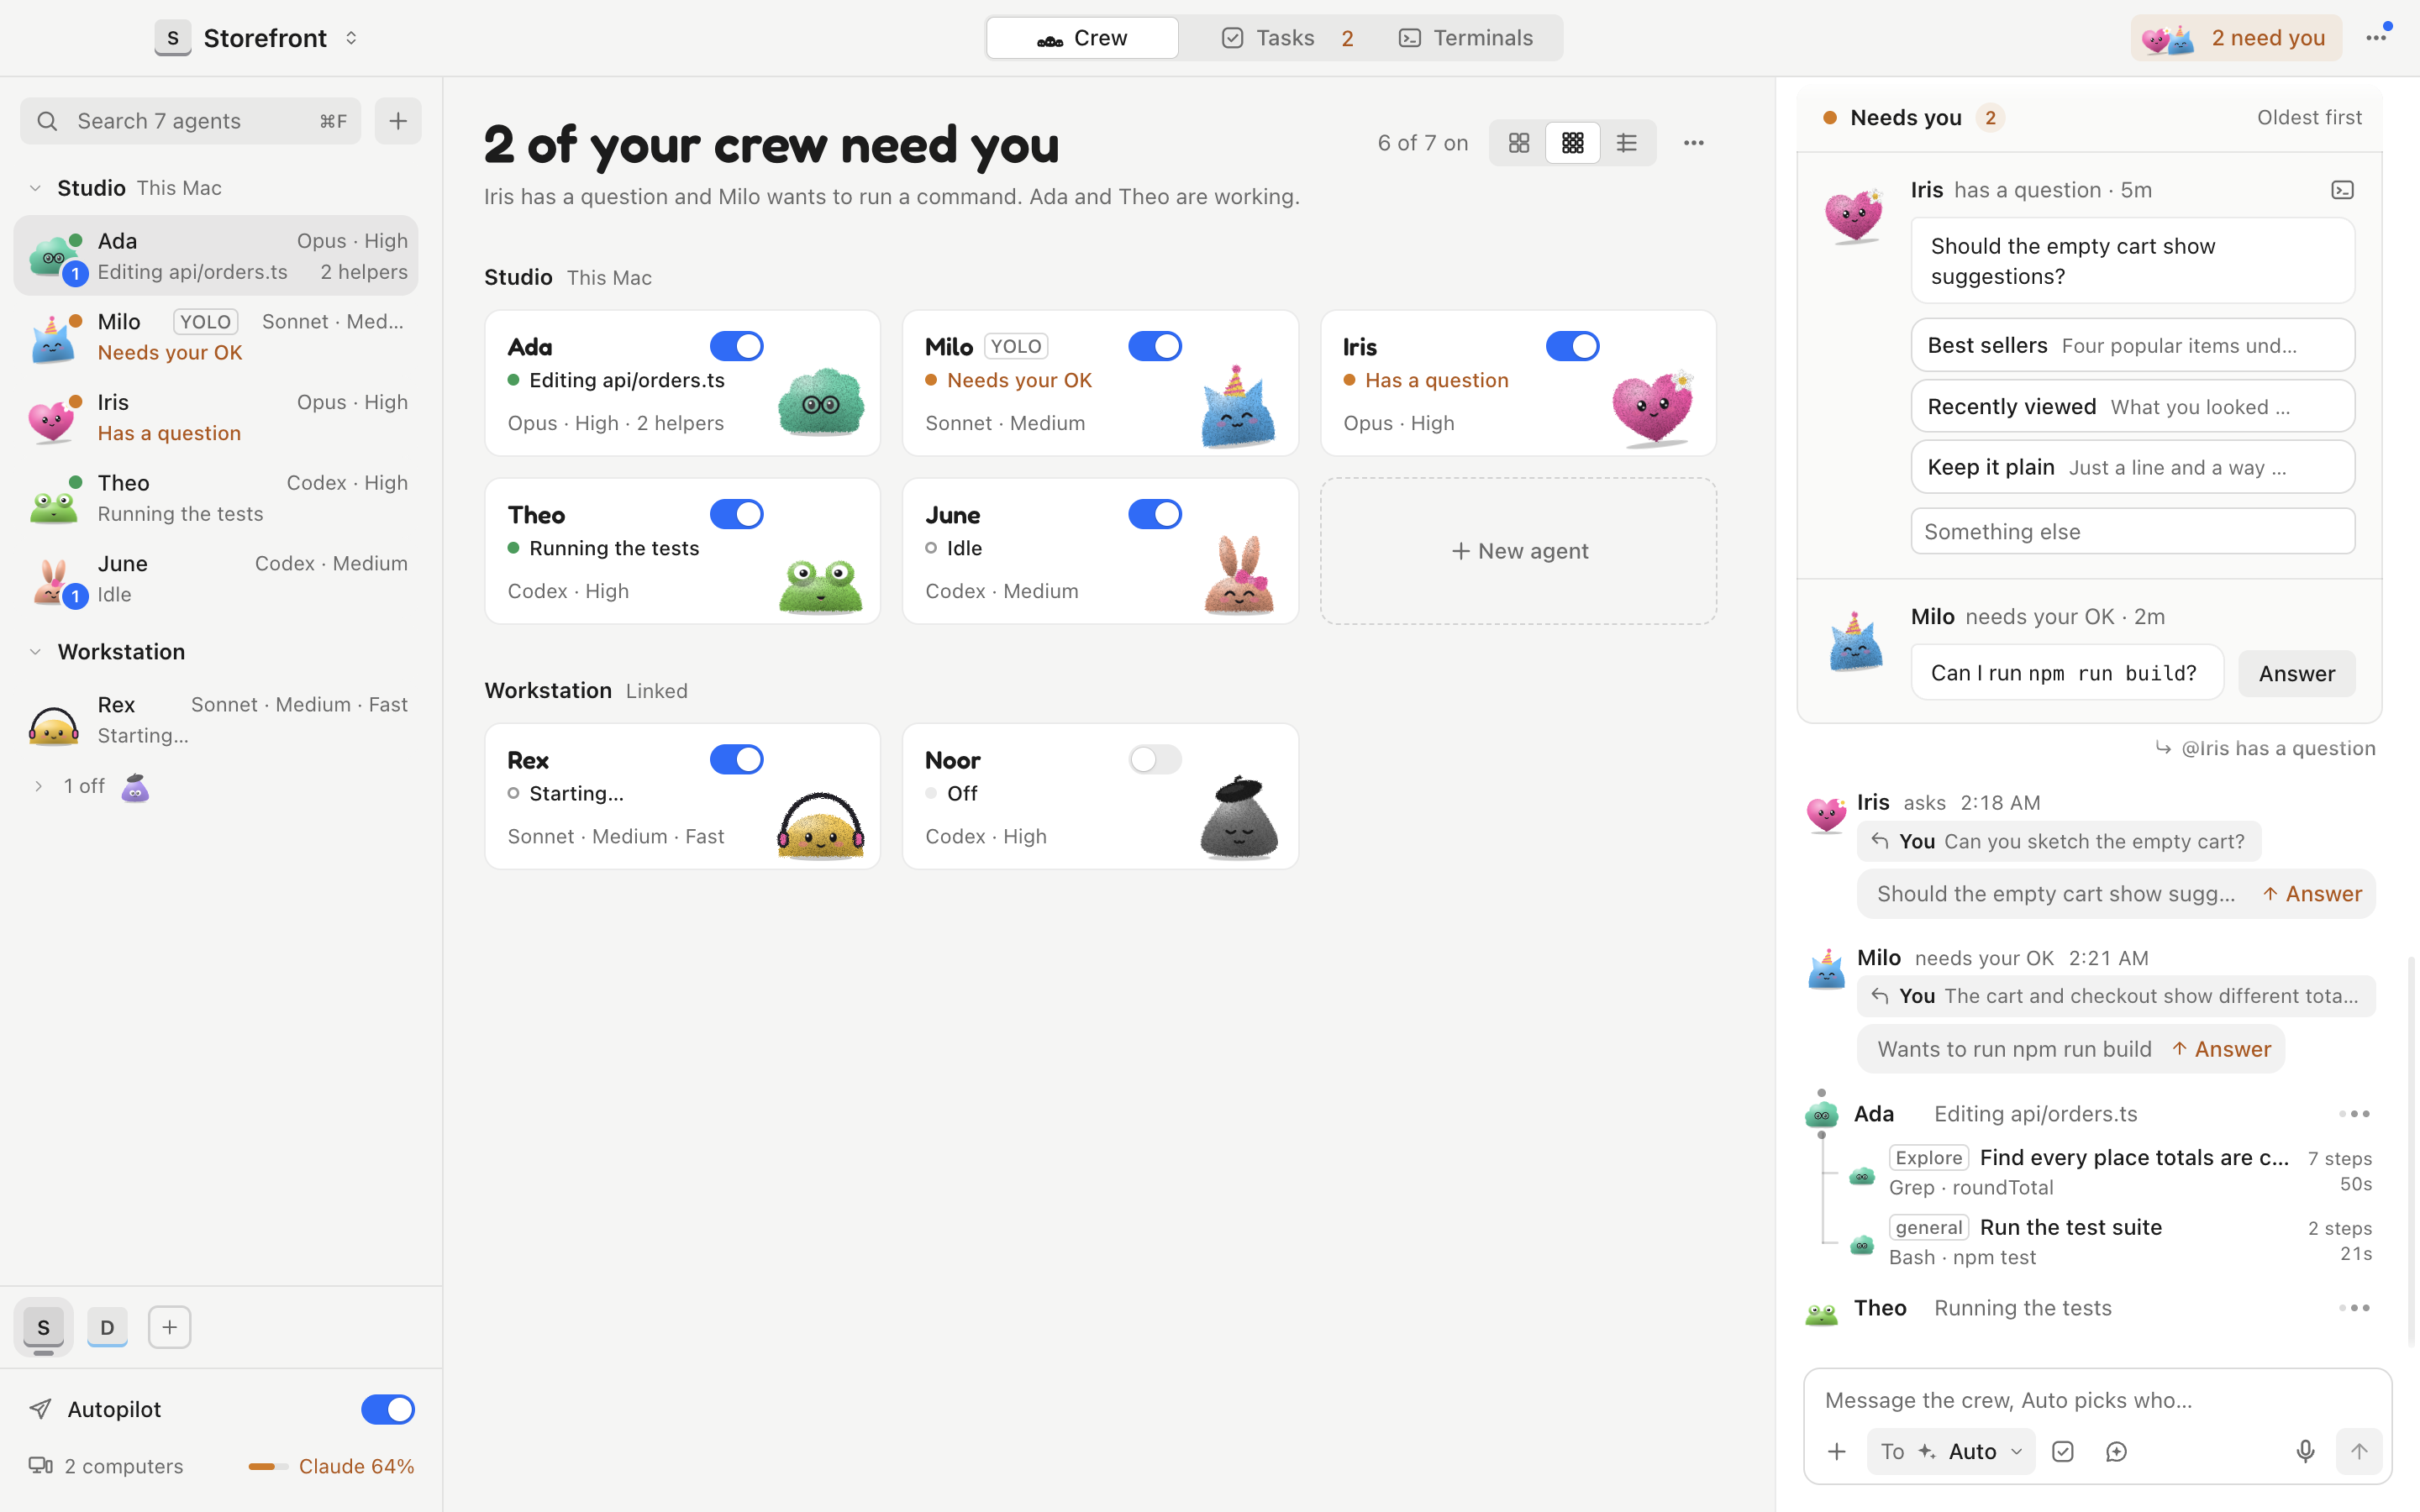 S Storefront
Crew
Tasks 2
Terminals
2 need you
Search 7 agents ⌘F
Studio This Mac
Ada Opus · High
1 Editing api/orders.ts 2 helpers
Milo YOLO Sonnet · Med...
Needs your OK
Iris Opus · High
Has a question
Theo Codex · High
Running the tests
June Codex · Medium
1 Idle
Workstation
Rex Sonnet · Medium · Fast
Starting...
1 off
S D
Autopilot
2 computers Claude 64%
2 of your crew need you
6 of 7 on
Iris has a question and Milo wants to run a command. Ada and Theo are working.
Studio This Mac
Ada
Editing api/orders.ts
Opus · High · 2 helpers
Milo YOLO
Needs your OK
Sonnet · Medium
Iris
Has a question
Opus · High
Theo
Running the tests
Codex · High
June
Idle
Codex · Medium
+ New agent
Workstation Linked
Rex
Starting...
Sonnet · Medium · Fast
Noor
Off
Codex · High
Needs you 2 Oldest first
Iris has a question · 5m
Should the empty cart show
suggestions?
Best sellers Four popular items und...
Recently viewed What you looked ...
Keep it plain Just a line and a way ...
Something else
Milo needs your OK · 2m
Can I run npm run build? Answer
@Iris has a question
Iris asks 2:18 AM
You Can you sketch the empty cart?
Should the empty cart show sugg... ↑ Answer
Milo needs your OK 2:21 AM
You The cart and checkout show different tota...
Wants to run npm run build ↑ Answer
Ada Editing api/orders.ts
Explore Find every place totals are c... 7 steps
Grep · roundTotal 50s
general Run the test suite 2 steps
Bash · npm test 21s
Theo Running the tests
Message the crew, Auto picks who...
To Auto